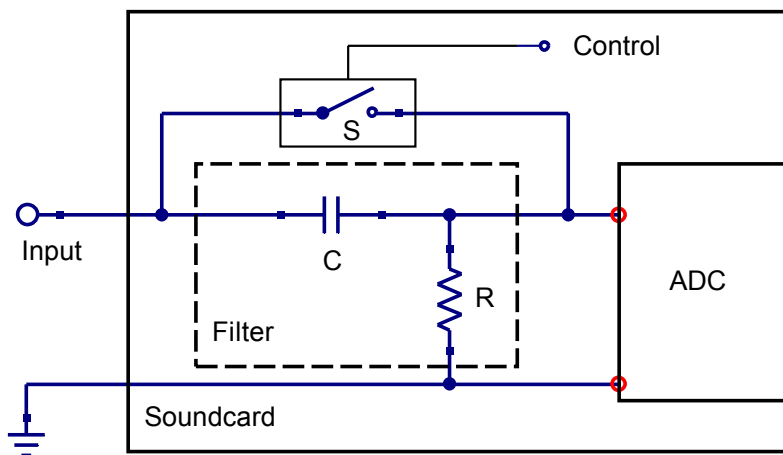 Control
S
Input
C
R
ADC
Filter
Soundcard